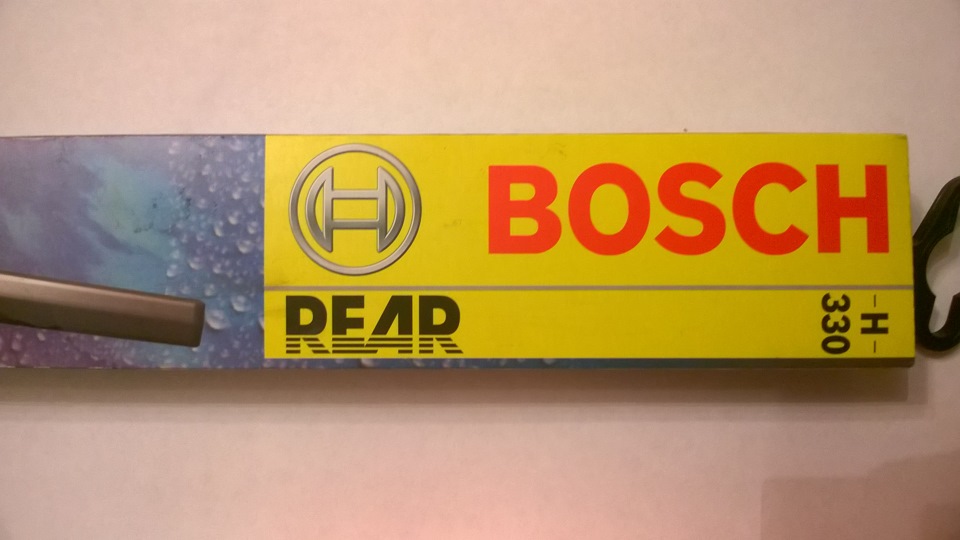 BOSCH
REAR
-H-
330